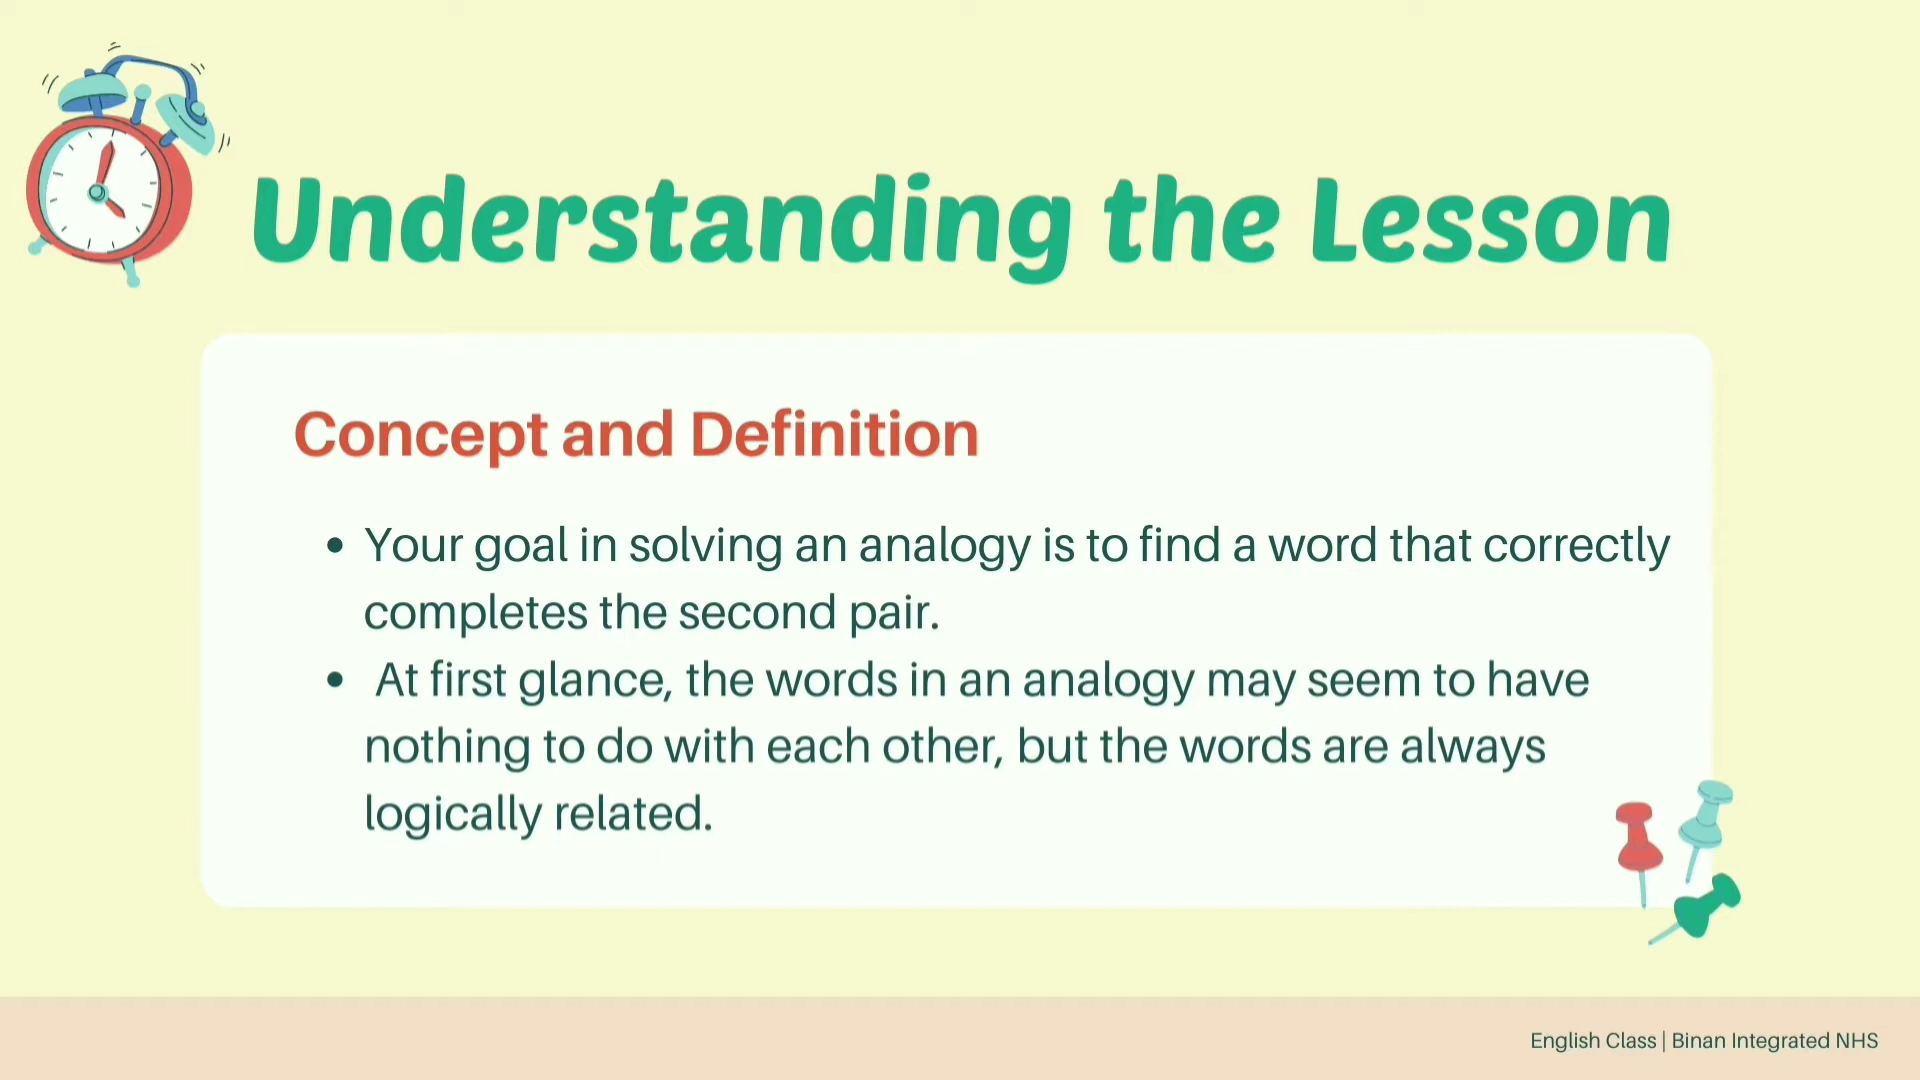 Understanding the Lesson
Concept and Definition
• Your goal in solving an analogy is to find a word that correctly
completes the second pair.
• At first glance, the words in an analogy may seem to have
nothing to do with each other, but the words are always
logically related.
English Class | Binan Integrated NHS